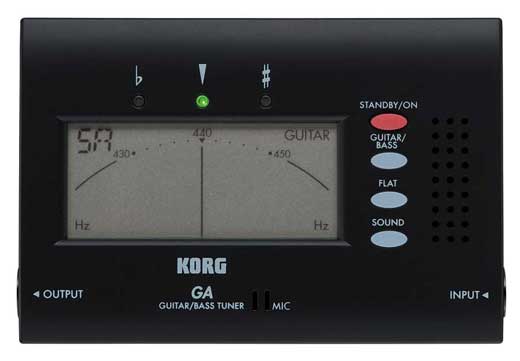 ♭ ▼ ♯
STANDBY/ON
5A 440 GUITAR
430 450
GUITAR/
BASS
FLAT
Hz Hz
SOUND
KORG
◄ OUTPUT GA INPUT ◄
GUITAR/BASS TUNER MIC